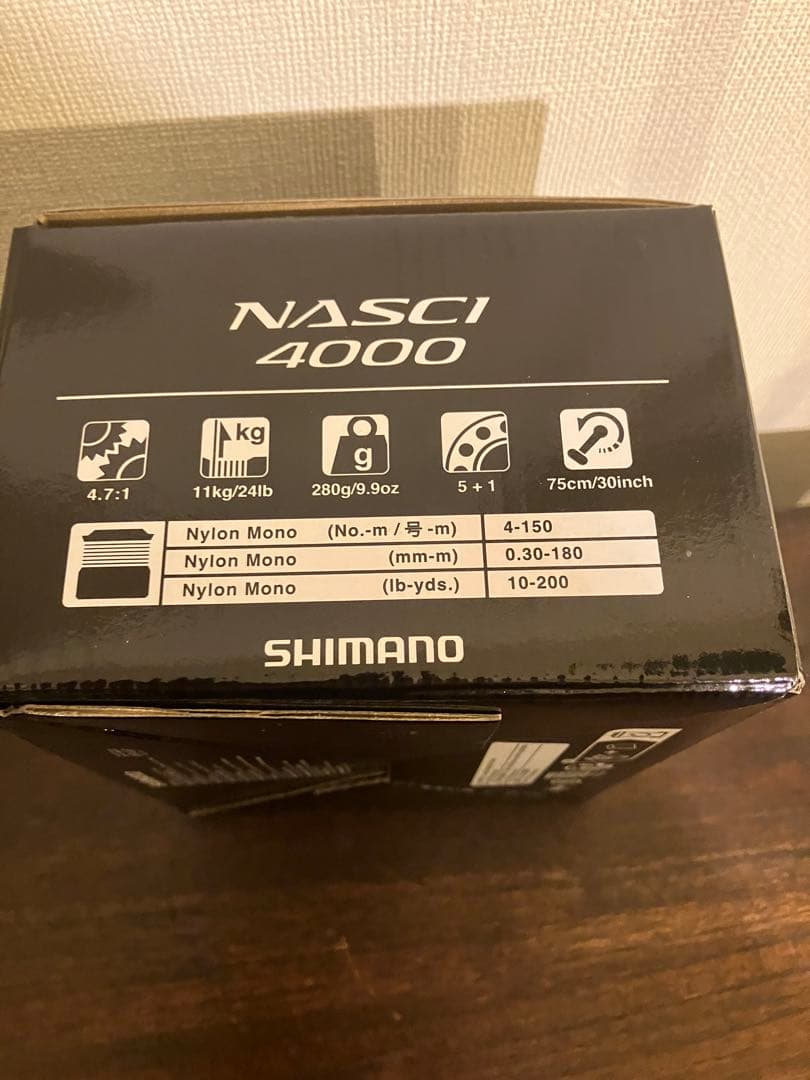 NASCI
4000
kg
g
4.7:1 11kg/24lb 280g/9.9oz 5 + 1 75cm/30inch
Nylon Mono (No.-m / 号 -m) 4-150
Nylon Mono (mm-m) 0.30-180
Nylon Mono (lb-yds.) 10-200
SHIMANO